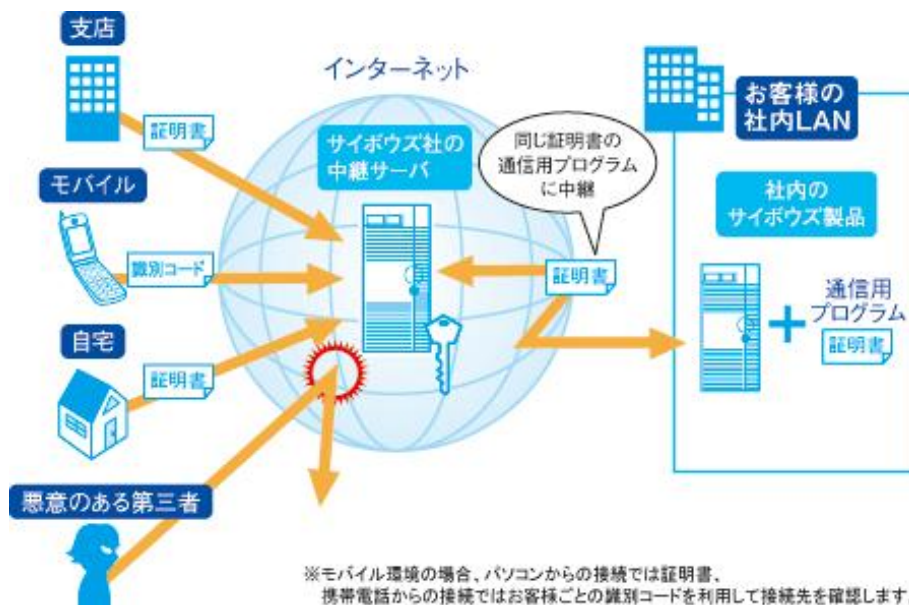 支店
証明書
モバイル
識別コード
自宅
証明書
悪意のある第三者
インターネット
サイボウズ社の
中継サーバ
同じ証明書の
通信用プログラム
に中継
証明書
お客様の
社内LAN
社内の
サイボウズ製品
通信用
プログラム
証明書
※モバイル環境の場合、パソコンからの接続では証明書、
携帯電話からの接続ではお客様ごとの識別コードを利用して接続先を確認します。